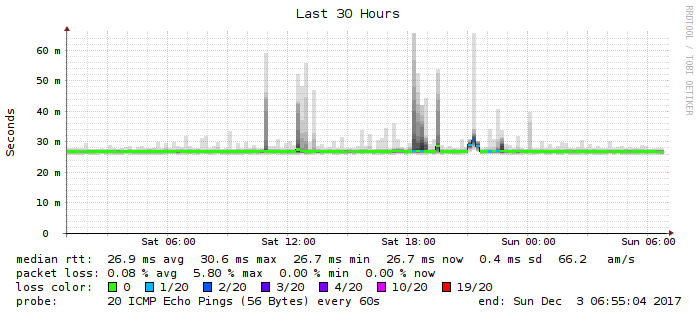 Last 30 Hours
RRDTOOL / TOBI OETIKER
Seconds
60 m
50 m
40 m
30 m
20 m
10 m
0
Sat 06:00 Sat 12:00 Sat 18:00 Sun 00:00 Sun 06:00
median rtt: 26.9 ms avg 30.6 ms max 26.7 ms min 26.7 ms now 0.4 ms sd 66.2 am/s
packet loss: 0.08 % avg 5.80 % max 0.00 % min 0.00 % now
loss color: 0 1/20 2/20 3/20 4/20 10/20 19/20
probe: 20 ICMP Echo Pings (56 Bytes) every 60s end: Sun Dec 3 06:55:04 2017